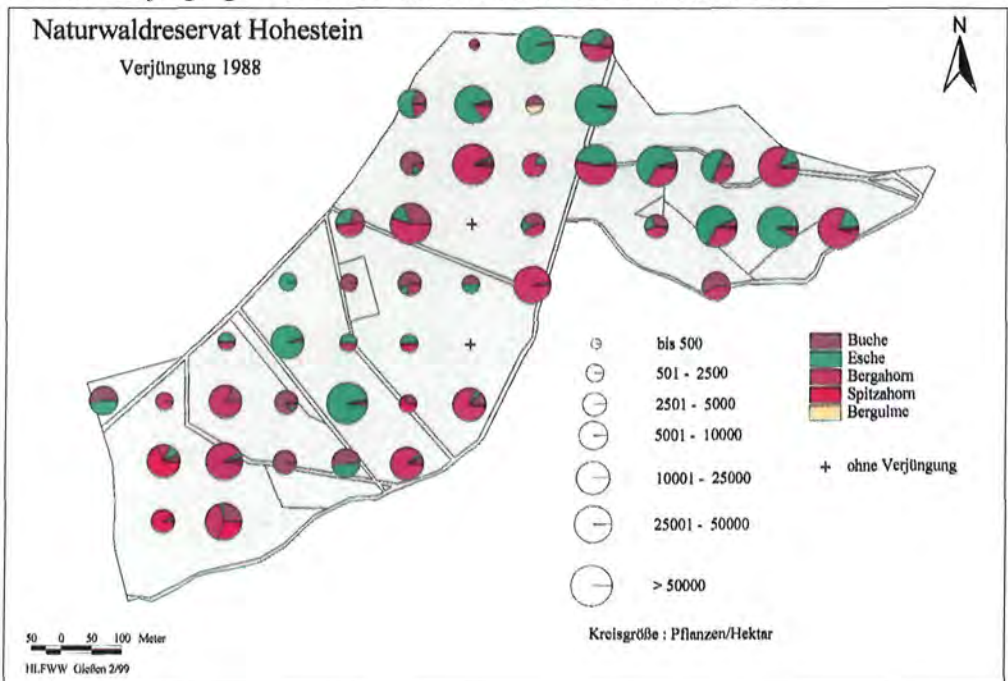 Naturwaldreservat Hohestein
Verjüngung 1988
N
bis 500
501 - 2500
2501 - 5000
5001 - 10000
10001 - 25000
25001 - 50000
> 50000
Kreisgröße : Pflanzen/Hektar
Buche
Esche
Bergahorn
Spitzahorn
Bergulme
+ ohne Verjüngung
50 0 50 100 Meter
HLFWW Gießen 2/99